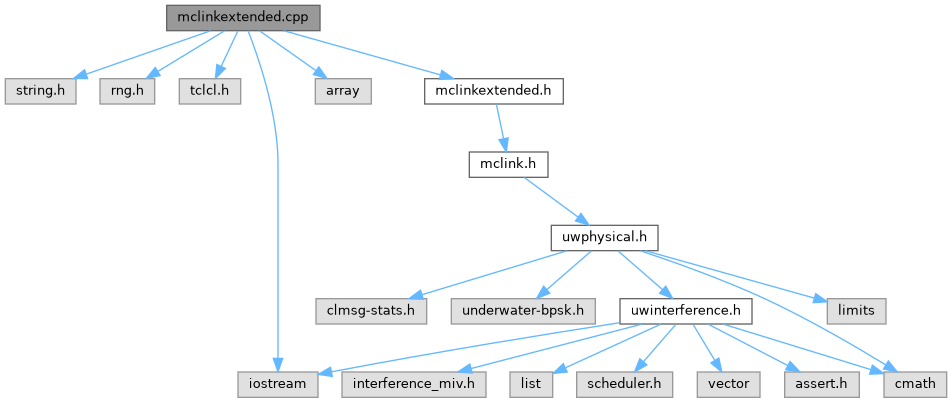 mclinkextended.cpp
string.h
rng.h
tclcl.h
array
mclinkextended.h
mclink.h
uwphysical.h
clmsg-stats.h
underwater-bpsk.h
uwinterference.h
limits
iostream
interference_miv.h
list
scheduler.h
vector
assert.h
cmath